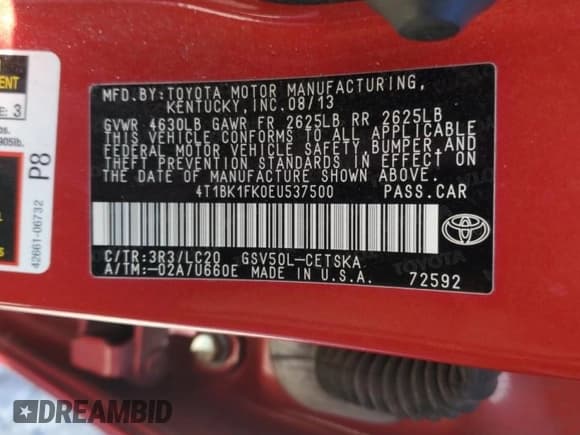 MFD.BY:TOYOTA MOTOR MANUFACTURING,
KENTUCKY, INC. 08/13
GVWR 4630LB GAWR FR 2625LB RR 2625LB
THIS VEHICLE CONFORMS TO ALL APPLICABLE
FEDERAL MOTOR VEHICLE SAFETY, BUMPER, AND
THEFT PREVENTION STANDARDS IN EFFECT ON
THE DATE OF MANUFACTURE SHOWN ABOVE.
4T1BK1FK0EU537500 PASS.CAR
C/TR:3R3/LC20 GSV50L-CETSKA
A/TM:-02A/U660E MADE IN U.S.A.
72592
TOYOTA
3
P8
42661-06732
DREAMBID